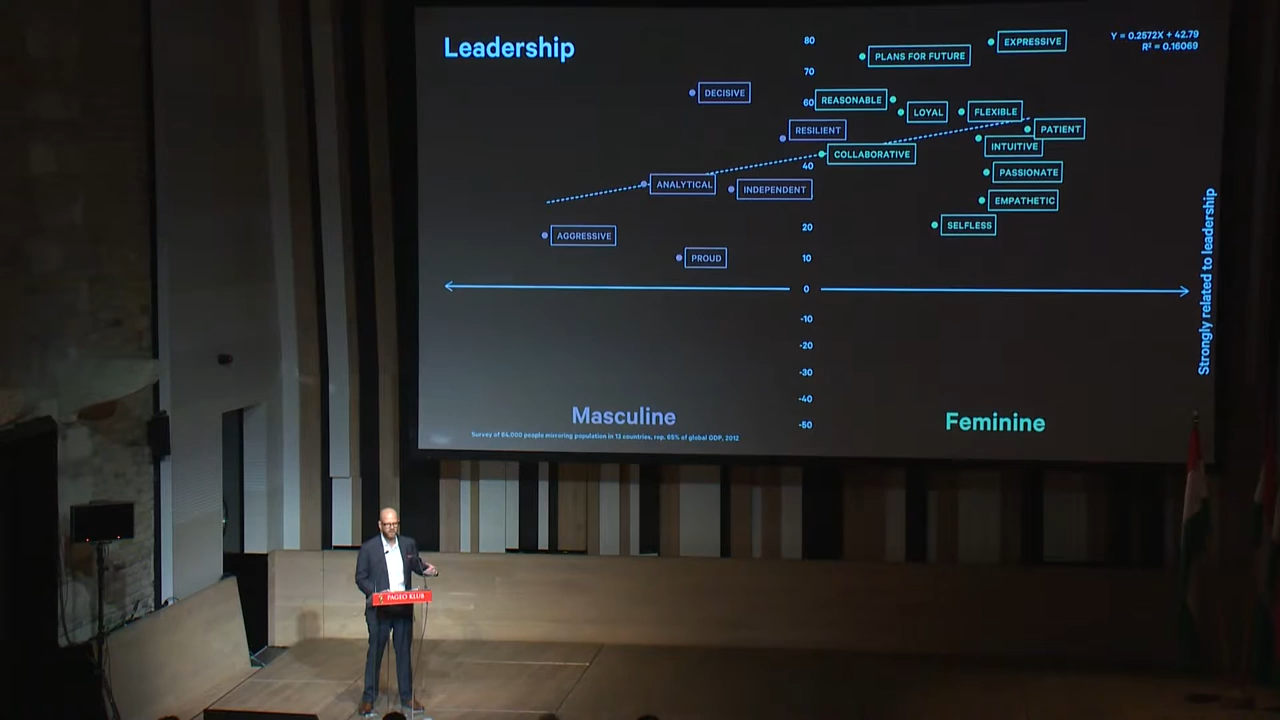 Leadership
80
70
60
40
20
10
0
-10
-20
-30
-40
-50
Y = 0.2572X + 42.79
R² = 0.16069
EXPRESSIVE
PLANS FOR FUTURE
DECISIVE
REASONABLE
LOYAL
FLEXIBLE
RESILIENT
PATIENT
INTUITIVE
COLLABORATIVE
PASSIONATE
ANALYTICAL
INDEPENDENT
EMPATHETIC
SELFLESS
AGGRESSIVE
PROUD
Strongly related to leadership
Masculine
Feminine
Survey of 64,000 people mirroring population in 13 countries, rep. 65% of global GDP, 2012
PAGEO KLUB